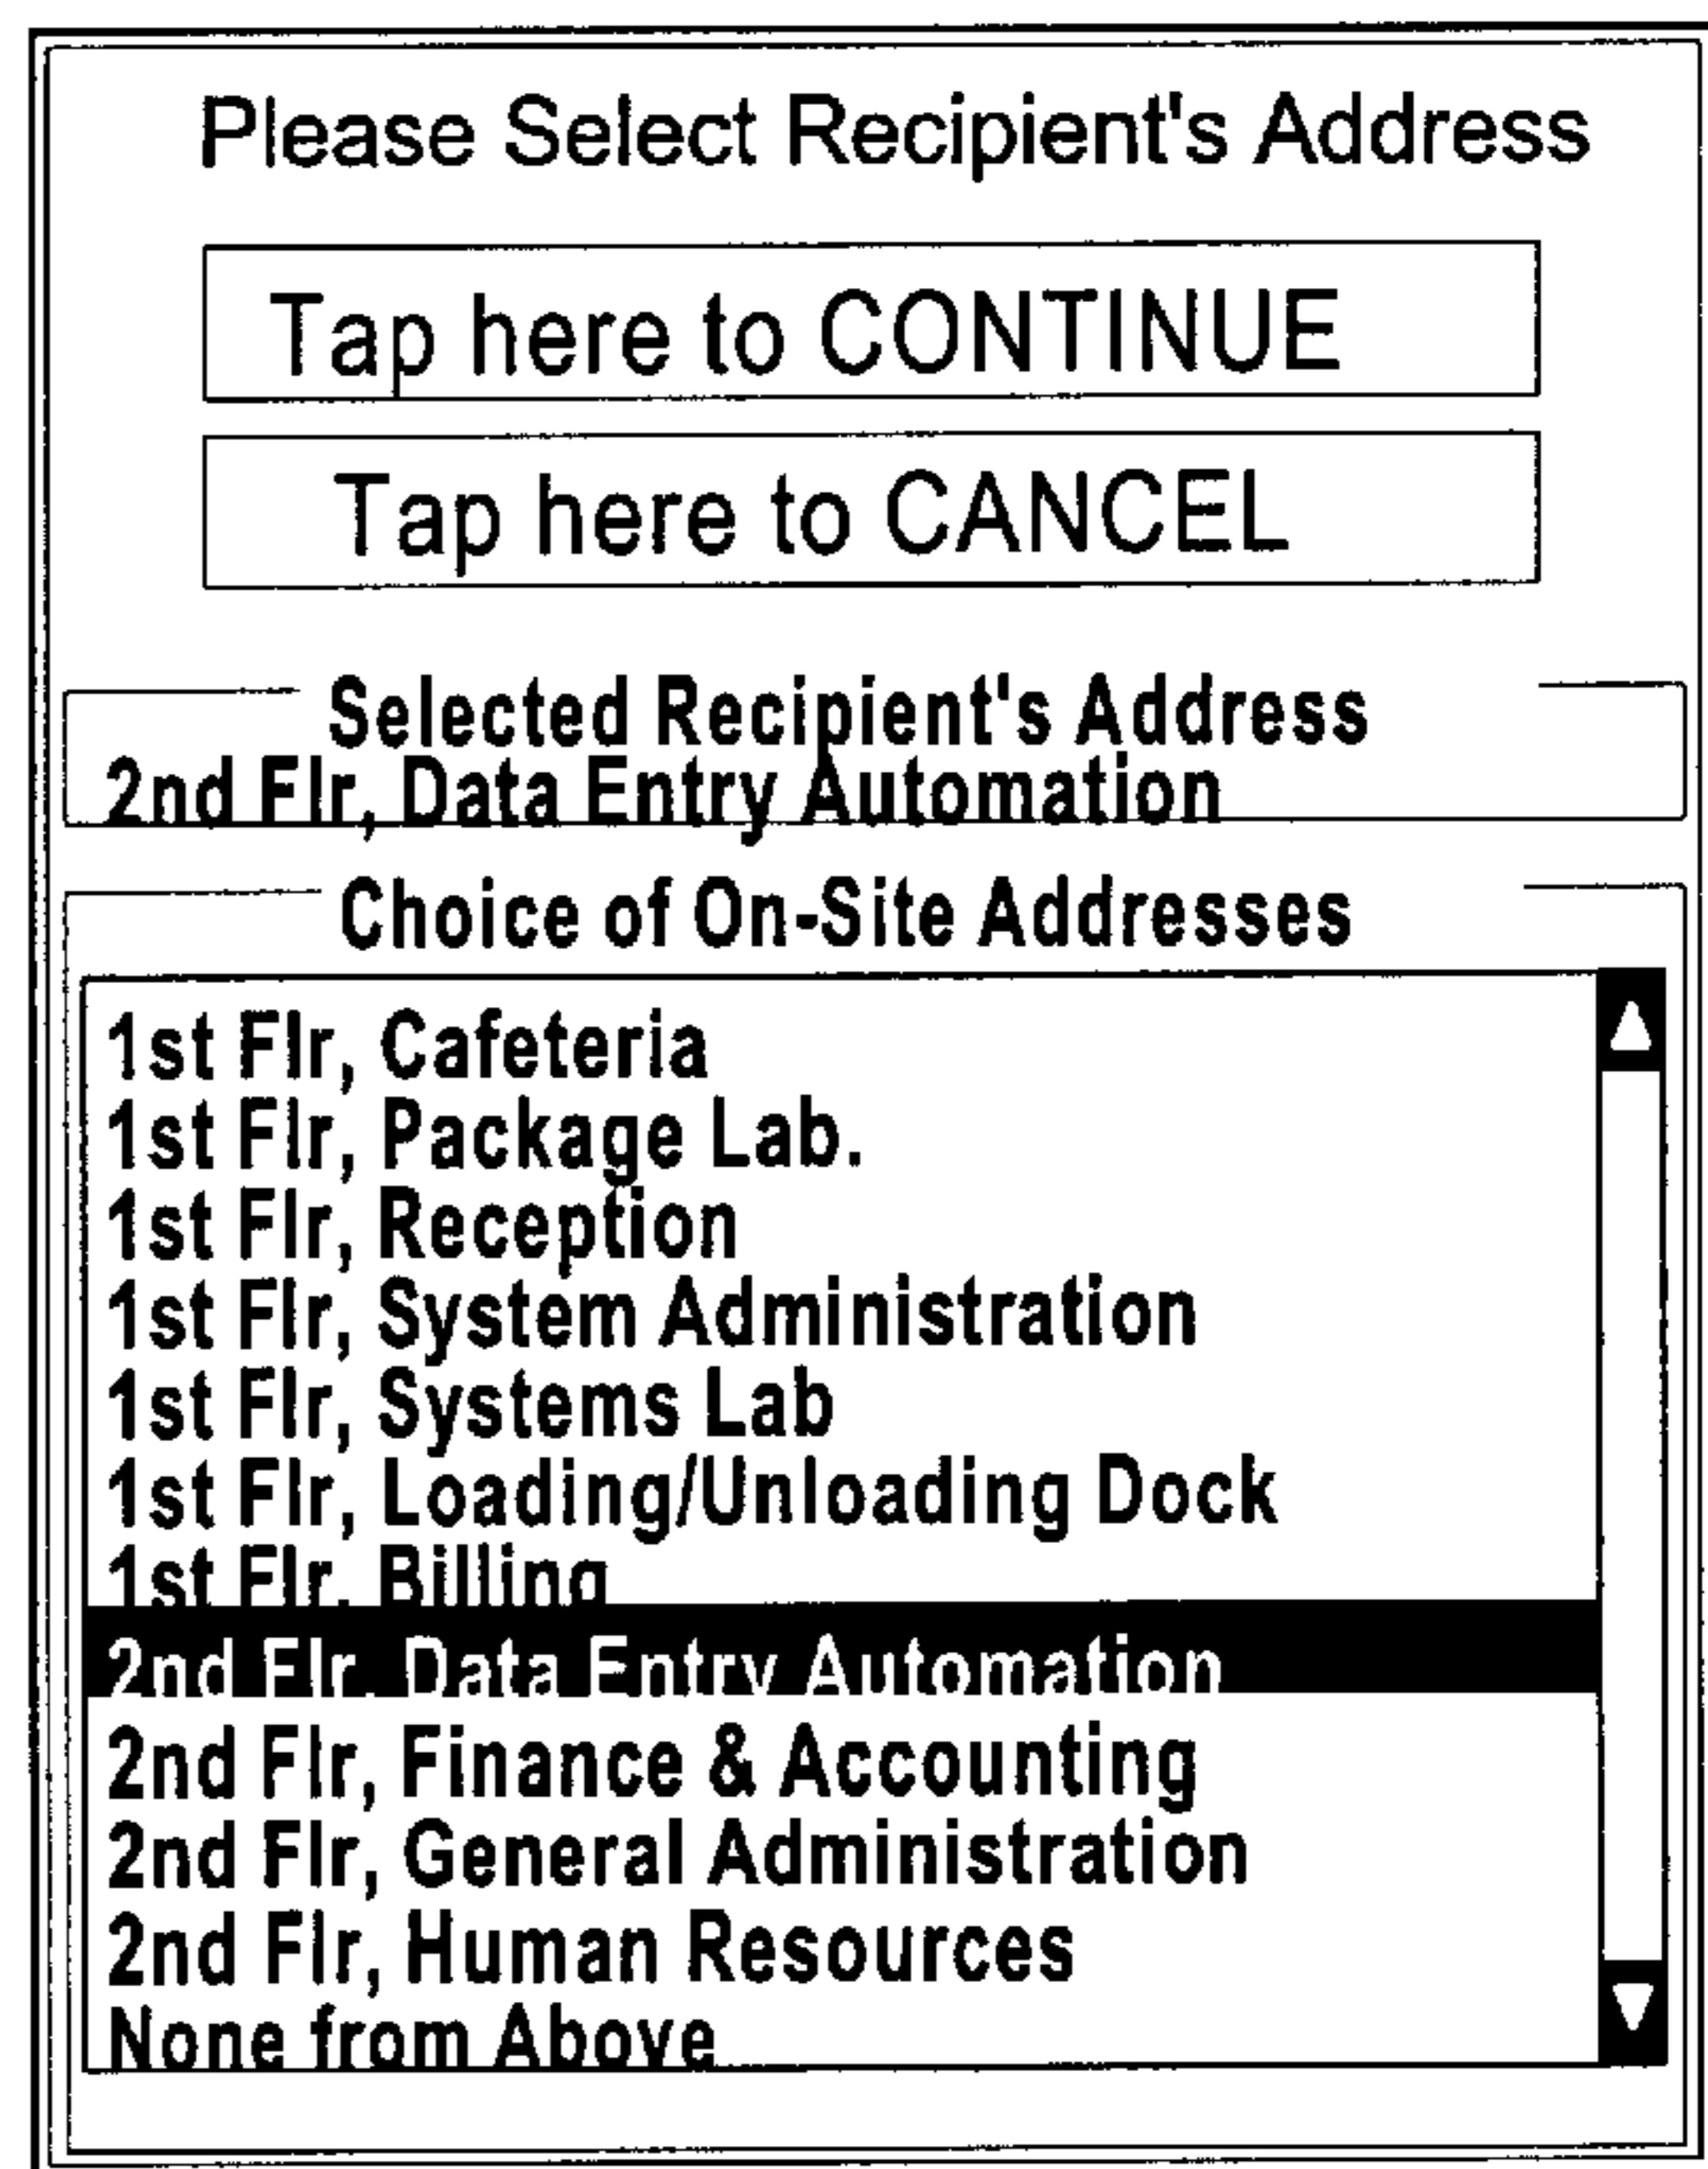 Please Select Recipient's Address
Tap here to CONTINUE
Tap here to CANCEL
Selected Recipient's Address
2nd Flr, Data Entry Automation
Choice of On-Site Addresses
1st Flr, Cafeteria
1st Flr, Package Lab.
1st Flr, Reception
1st Flr, System Administration
1st Flr, Systems Lab
1st Flr, Loading/Unloading Dock
1st Flr, Billing
2nd Flr, Data Entry Automation
2nd Flr, Finance & Accounting
2nd Flr, General Administration
2nd Flr, Human Resources
None from Above